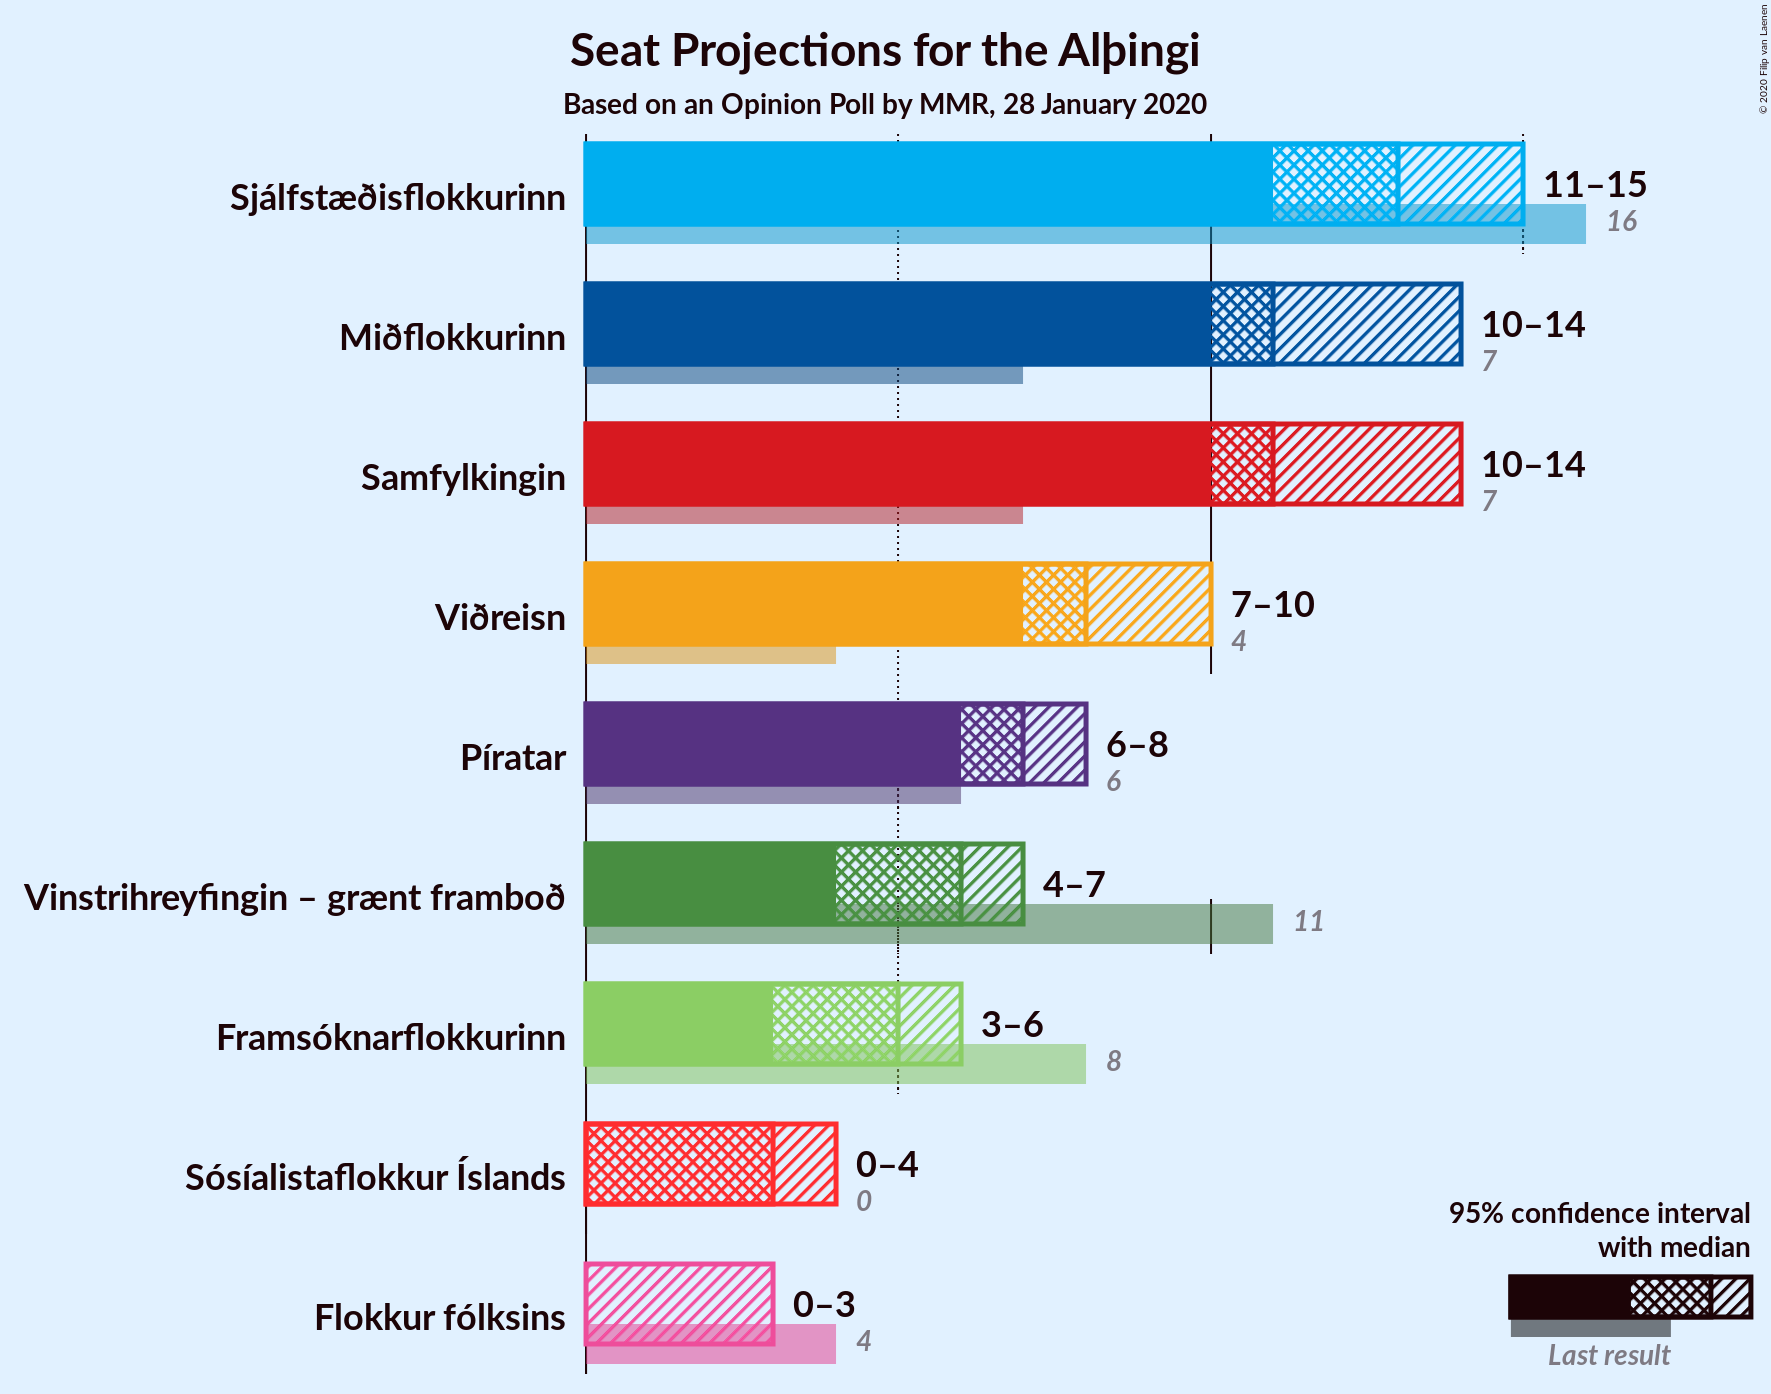 Seat Projections for the Alþingi
Based on an Opinion Poll by MMR, 28 January 2020
© 2020 Filip van Laenen
Sjálfstæðisflokkurinn
11–15
16
Miðflokkurinn
10–14
7
Samfylkingin
10–14
7
Viðreisn
7–10
4
Píratar
6–8
6
Vinstrihreyfingin – grænt framboð
4–7
11
Framsóknarflokkurinn
3–6
8
Sósíalistaflokkur Íslands
0–4
0
Flokkur fólksins
0–3
4
95% confidence interval
with median
Last result